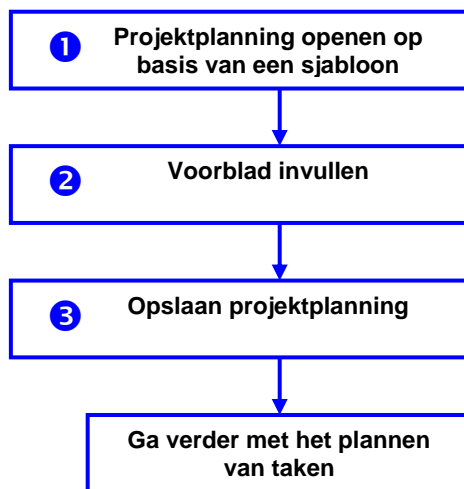 ❶ Projektplanning openen op
basis van een sjabloon
❷ Voorblad invullen
❸ Opslaan projektplanning
Ga verder met het plannen
van taken